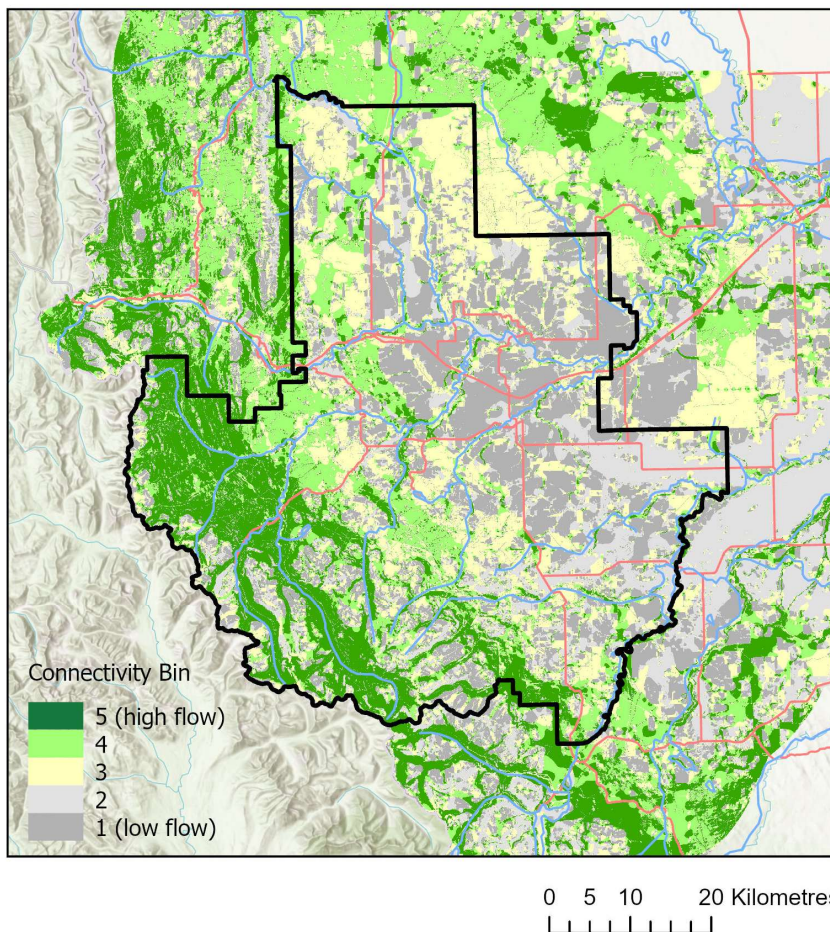 Connectivity Bin
5 (high flow)
4
3
2
1 (low flow)
0 5 10 20 Kilometres